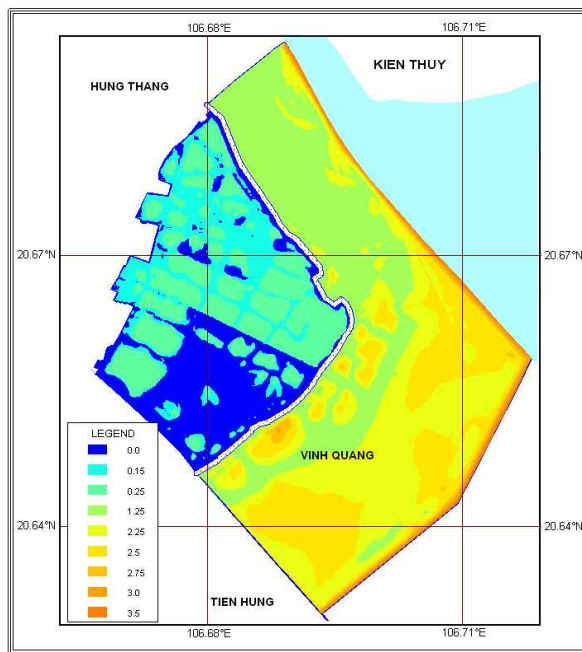 106.68°E 106.71°E
KIEN THUY
HUNG THANG
20.67°N 20.67°N
LEGEND
0.0
0.15
0.25
1.25
2.25
2.5
2.75
3.0
3.5
VINH QUANG
20.64°N 20.64°N
TIEN HUNG
106.68°E 106.71°E